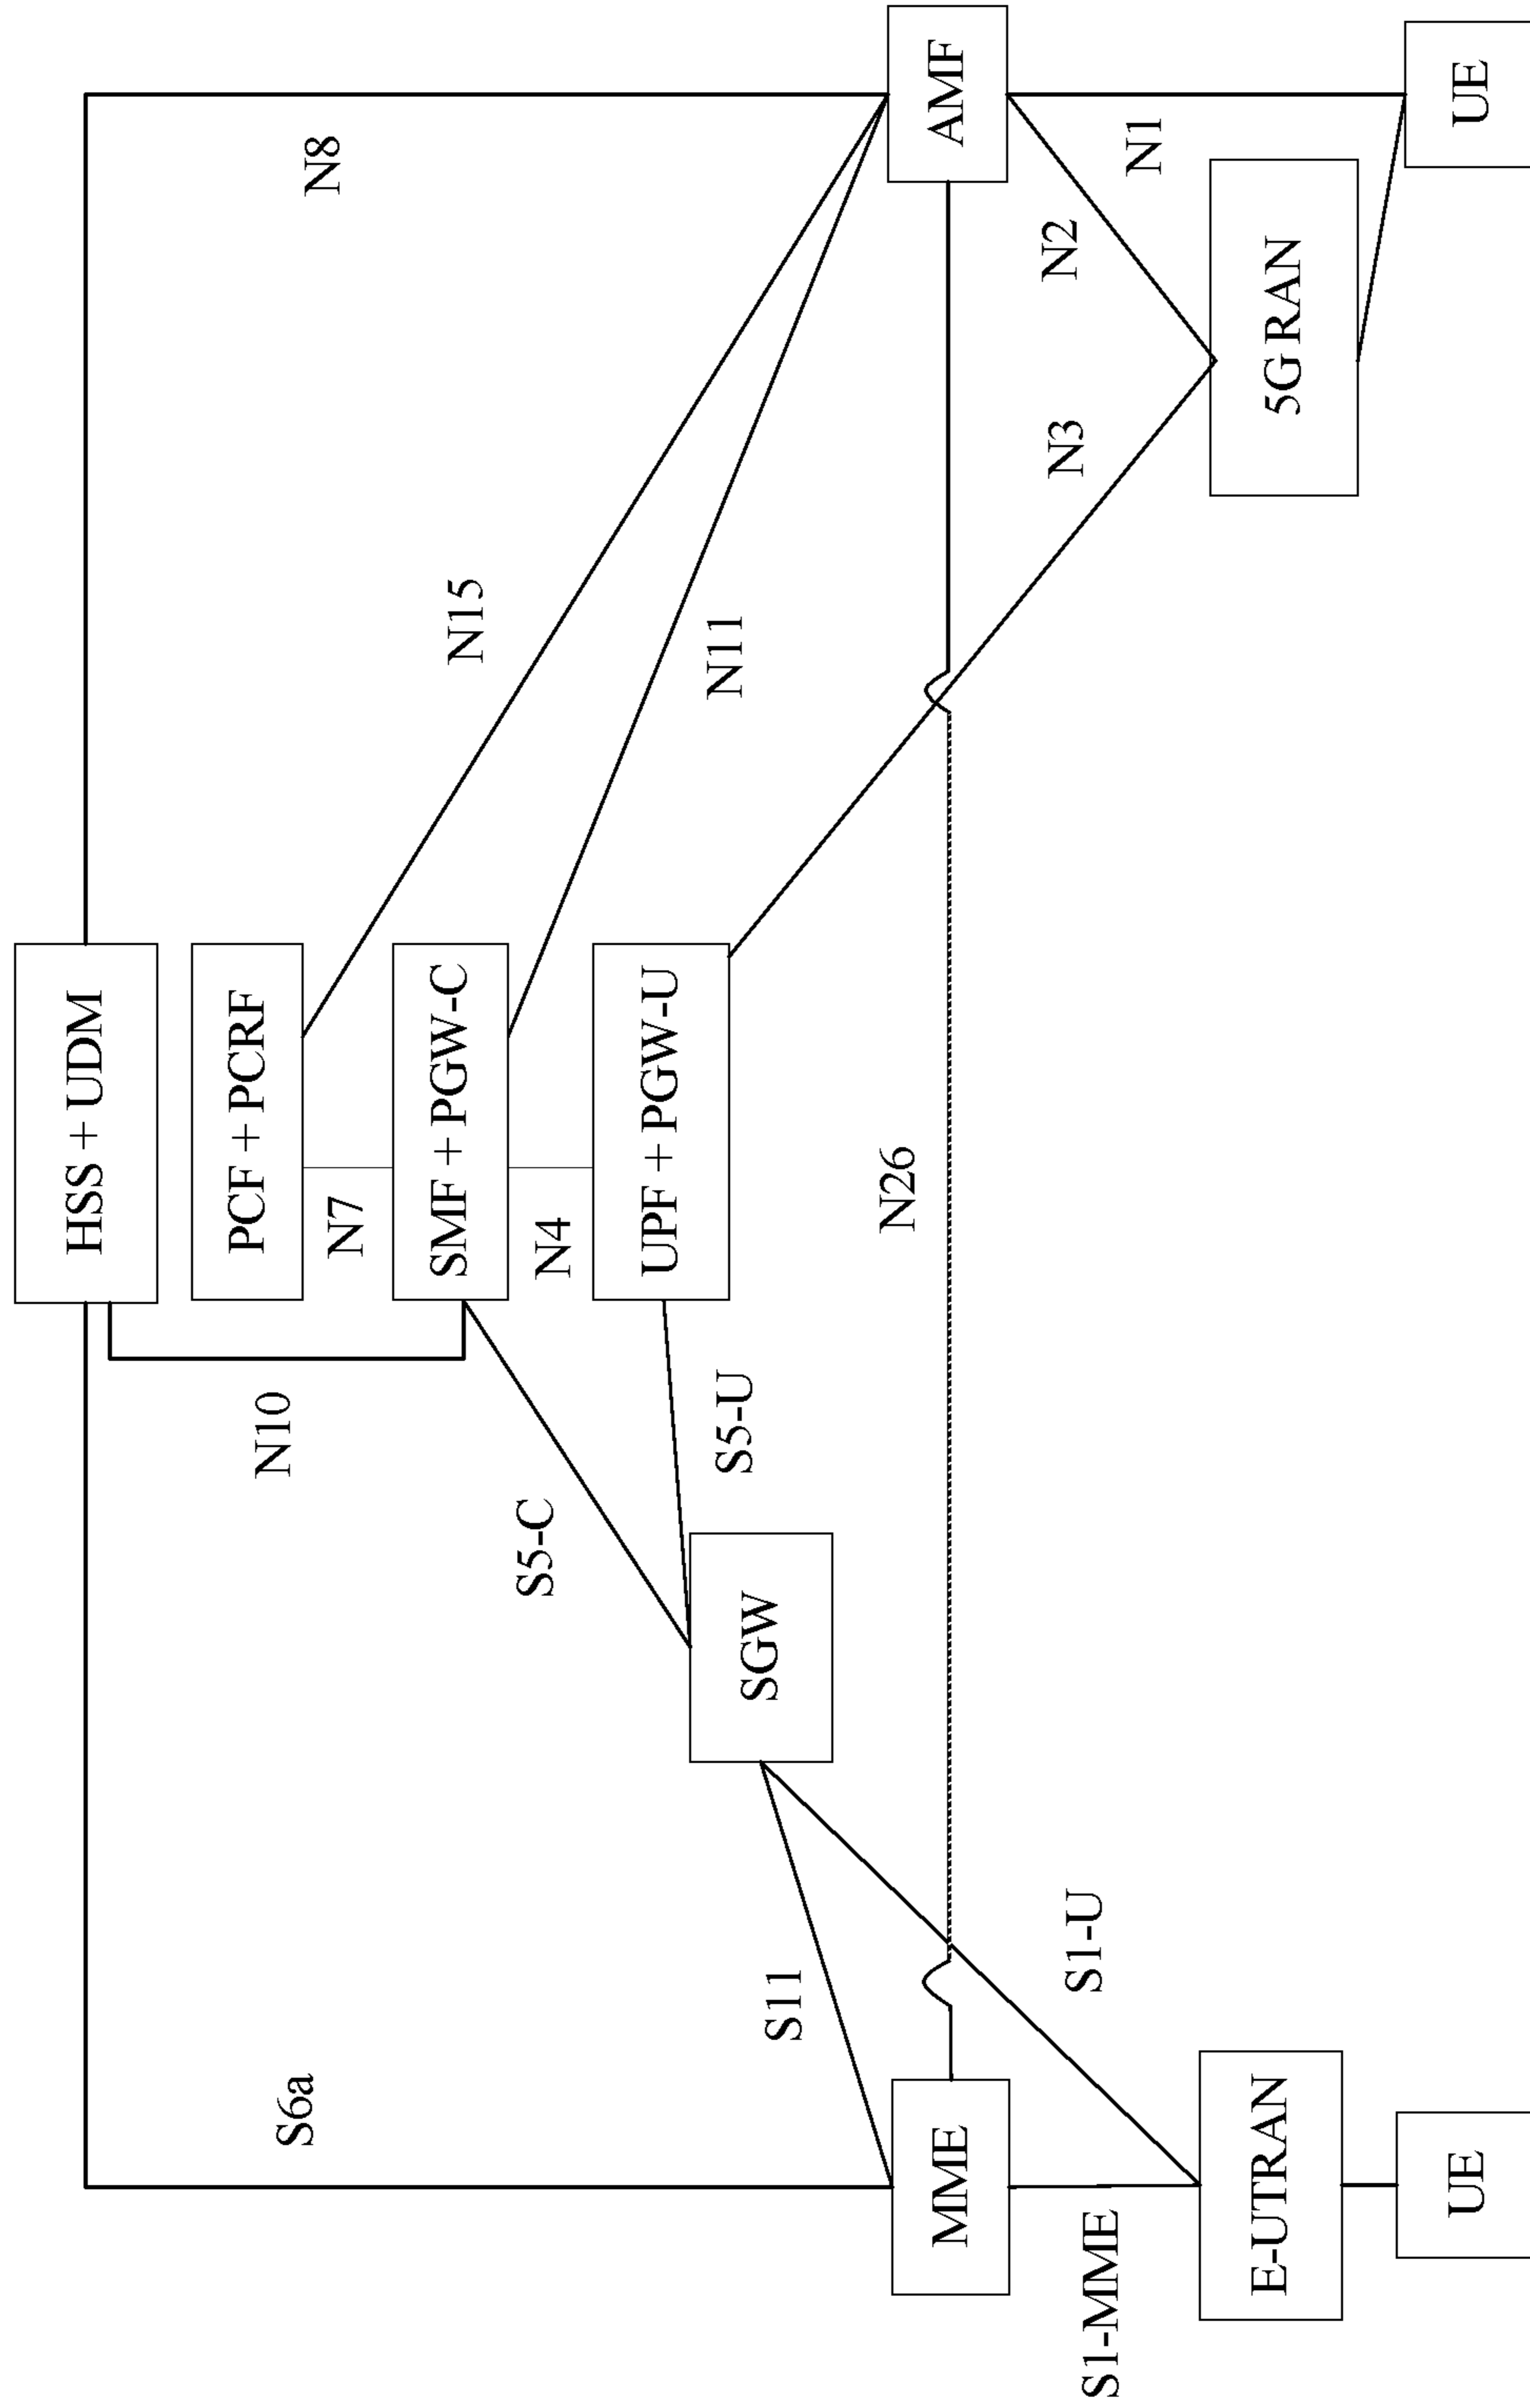 HSS + UDM
N8
S6a
N10
PCF + PCRF
N7
N15
SMF + PGW-C
N4
N11
S5-C
UPF + PGW-U
S5-U
SGW
S11
N26
MME
AMF
S1-U
N3
N2
N1
S1-MME
E-UTRAN
5G RAN
UE
UE